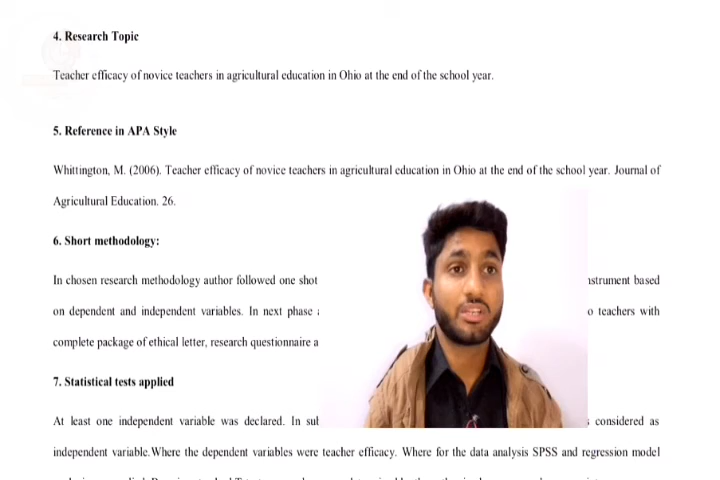 4. Research Topic
Teacher efficacy of novice teachers in agricultural education in Ohio at the end of the school year.
5. Reference in APA Style
Whittington, M. (2006). Teacher efficacy of novice teachers in agricultural education in Ohio at the end of the school year. Journal of
Agricultural Education. 26.
6. Short methodology:
In chosen research methodology author followed one shot based
on dependent and independent variables. In next phase teachers with
complete package of ethical letter, research questionnaire
7. Statistical tests applied
At least one independent variable was declared. In considered as
independent variable.Where the dependent variables were teacher efficacy. Where for the data analysis SPSS and regression model